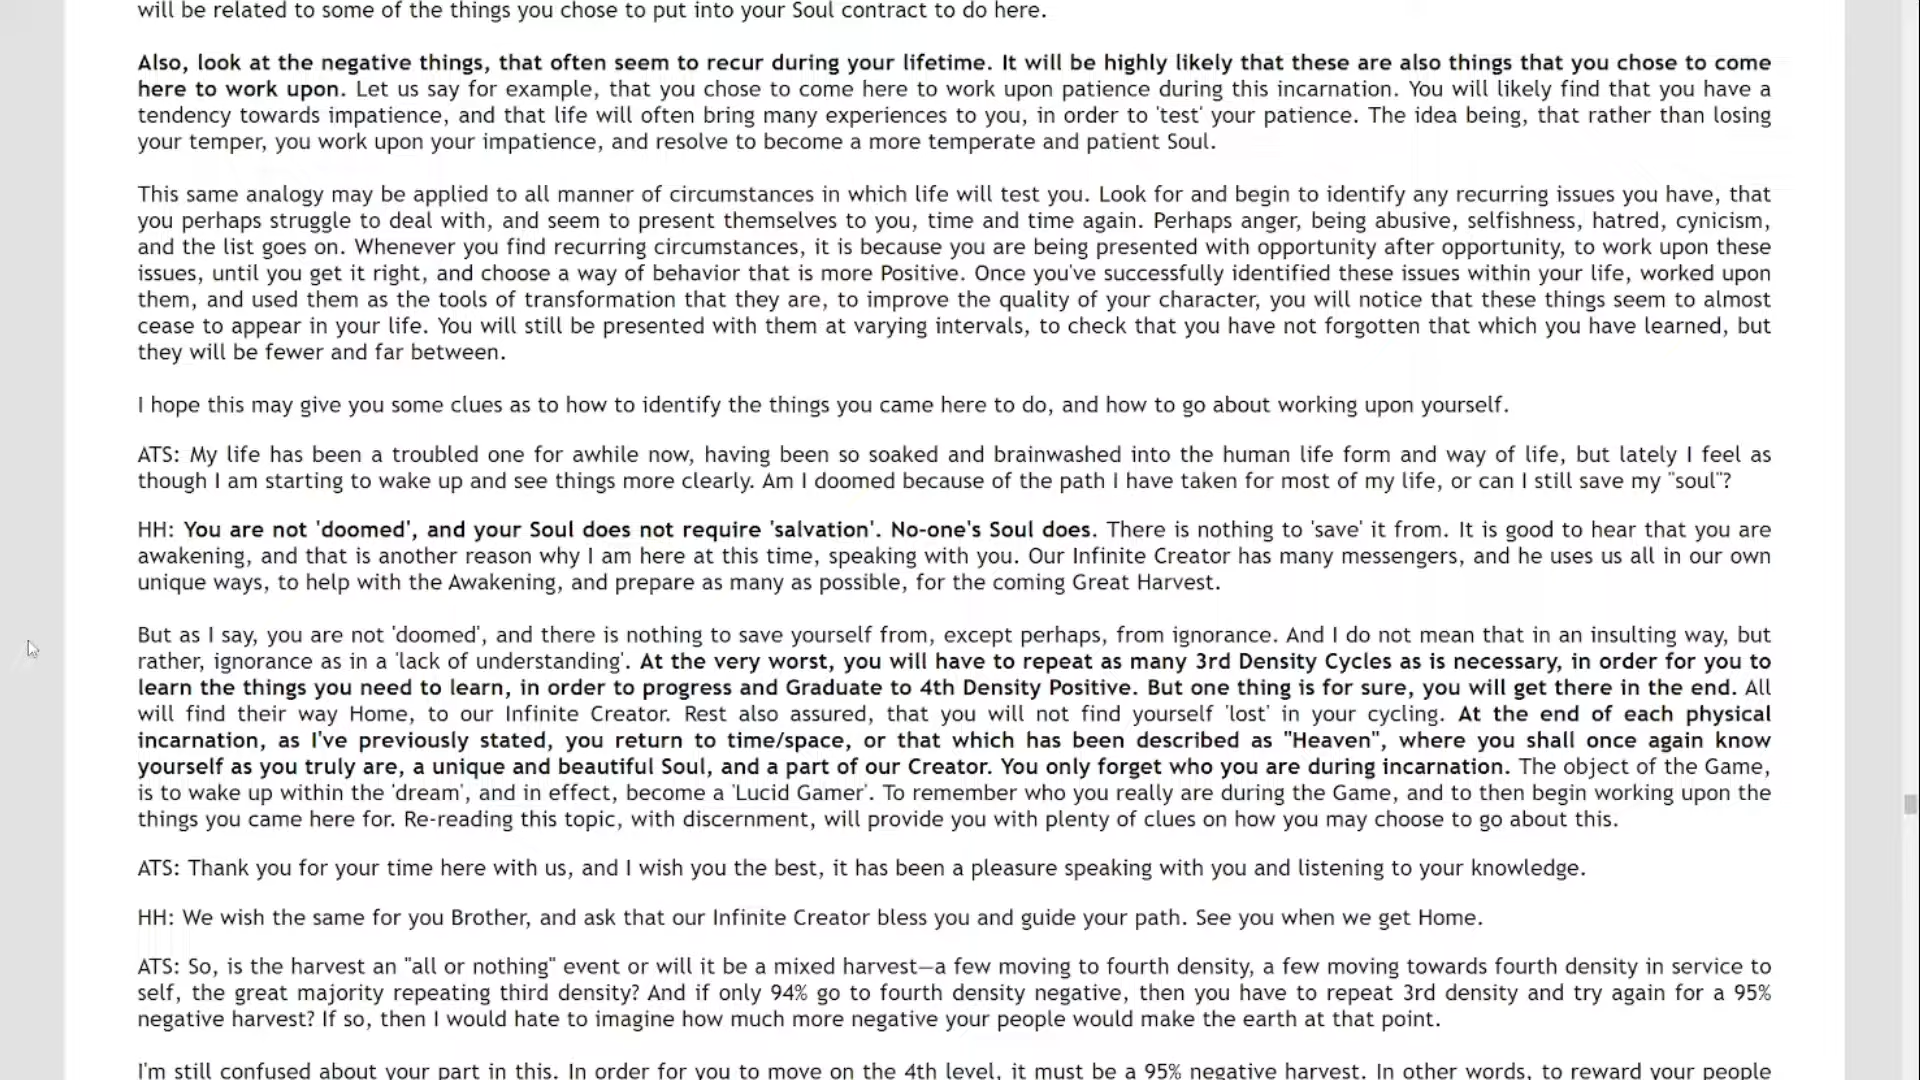 will be related to some of the things you chose to put into your Soul contract to do here.
Also, look at the negative things, that often seem to recur during your lifetime. It will be highly likely that these are also things that you chose to come
here to work upon. Let us say for example, that you chose to come here to work upon patience during this incarnation. You will likely find that you have a
tendency towards impatience, and that life will often bring many experiences to you, in order to 'test' your patience. The idea being, that rather than losing
your temper, you work upon your impatience, and resolve to become a more temperate and patient Soul.
This same analogy may be applied to all manner of circumstances in which life will test you. Look for and begin to identify any recurring issues you have, that
you perhaps struggle to deal with, and seem to present themselves to you, time and time again. Perhaps anger, being abusive, selfishness, hatred, cynicism,
and the list goes on. Whenever you find recurring circumstances, it is because you are being presented with opportunity after opportunity, to work upon these
issues, until you get it right, and choose a way of behavior that is more Positive. Once you've successfully identified these issues within your life, worked upon
them, and used them as the tools of transformation that they are, to improve the quality of your character, you will notice that these things seem to almost
cease to appear in your life. You will still be presented with them at varying intervals, to check that you have not forgotten that which you have learned, but
they will be fewer and far between.
I hope this may give you some clues as to how to identify the things you came here to do, and how to go about working upon yourself.
ATS: My life has been a troubled one for awhile now, having been so soaked and brainwashed into the human life form and way of life, but lately I feel as
though I am starting to wake up and see things more clearly. Am I doomed because of the path I have taken for most of my life, or can I still save my "soul"?
HH: You are not 'doomed', and your Soul does not require 'salvation'. No-one's Soul does. There is nothing to 'save' it from. It is good to hear that you are
awakening, and that is another reason why I am here at this time, speaking with you. Our Infinite Creator has many messengers, and he uses us all in our own
unique ways, to help with the Awakening, and prepare as many as possible, for the coming Great Harvest.
But as I say, you are not 'doomed', and there is nothing to save yourself from, except perhaps, from ignorance. And I do not mean that in an insulting way, but
rather, ignorance as in a 'lack of understanding'. At the very worst, you will have to repeat as many 3rd Density Cycles as is necessary, in order for you to
learn the things you need to learn, in order to progress and Graduate to 4th Density Positive. But one thing is for sure, you will get there in the end. All
will find their way Home, to our Infinite Creator. Rest also assured, that you will not find yourself 'lost' in your cycling. At the end of each physical
incarnation, as I've previously stated, you return to time/space, or that which has been described as "Heaven", where you shall once again know
yourself as you truly are, a unique and beautiful Soul, and a part of our Creator. You only forget who you are during incarnation. The object of the Game,
is to wake up within the 'dream', and in effect, become a 'Lucid Gamer'. To remember who you really are during the Game, and to then begin working upon the
things you came here for. Re-reading this topic, with discernment, will provide you with plenty of clues on how you may choose to go about this.
ATS: Thank you for your time here with us, and I wish you the best, it has been a pleasure speaking with you and listening to your knowledge.
HH: We wish the same for you Brother, and ask that our Infinite Creator bless you and guide your path. See you when we get Home.
ATS: So, is the harvest an "all or nothing" event or will it be a mixed harvest—a few moving to fourth density, a few moving towards fourth density in service to
self, the great majority repeating third density? And if only 94% go to fourth density negative, then you have to repeat 3rd density and try again for a 95%
negative harvest? If so, then I would hate to imagine how much more negative your people would make the earth at that point.
I'm still confused about your part in this. In order for you to move on the 4th level, it must be a 95% negative harvest. In other words, to reward your people